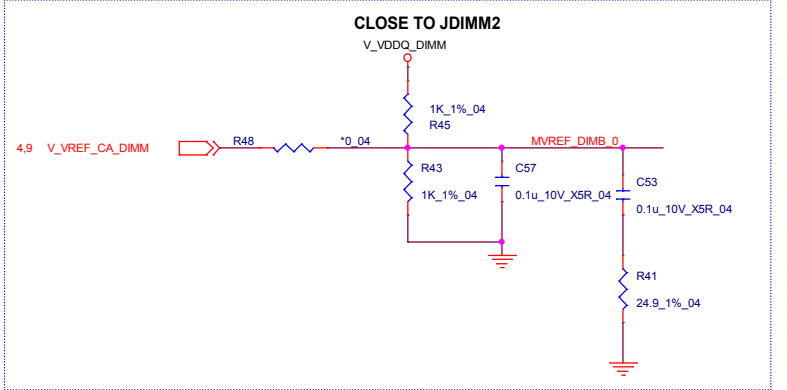 CLOSE TO JDIMM2
V_VDDQ_DIMM
1K_1%_04
R45
4,9 V_VREF_CA_DIMM
R48
*0_04
MVREF_DIMB_0
R43
1K_1%_04
C57
0.1u_10V_X5R_04
C53
0.1u_10V_X5R_04
R41
24.9_1%_04